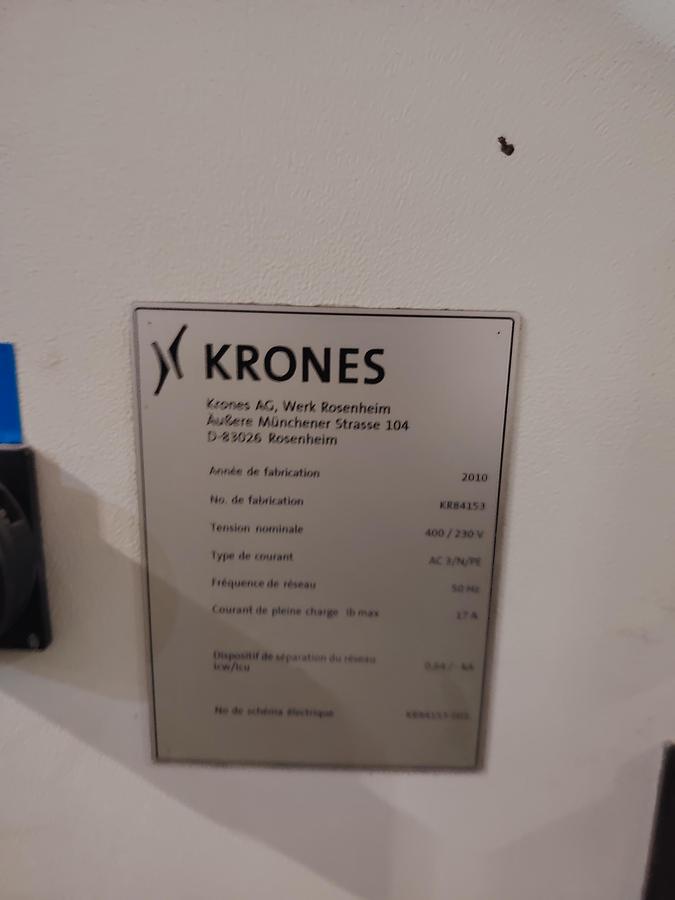 KRONES
Krones AG, Werk Rosenheim
Äußere Münchener Strasse 104
D-83026 Rosenheim
Année de fabrication 2010
No. de fabrication KR84153
Tension nominale 400 / 230 V
Type de courant AC 3/N/PE
Fréquence de réseau 50 Hz
Courant de pleine charge Ib max 17 A
Dispositif de séparation du réseau
Icw/Icu
No de schéma électrique